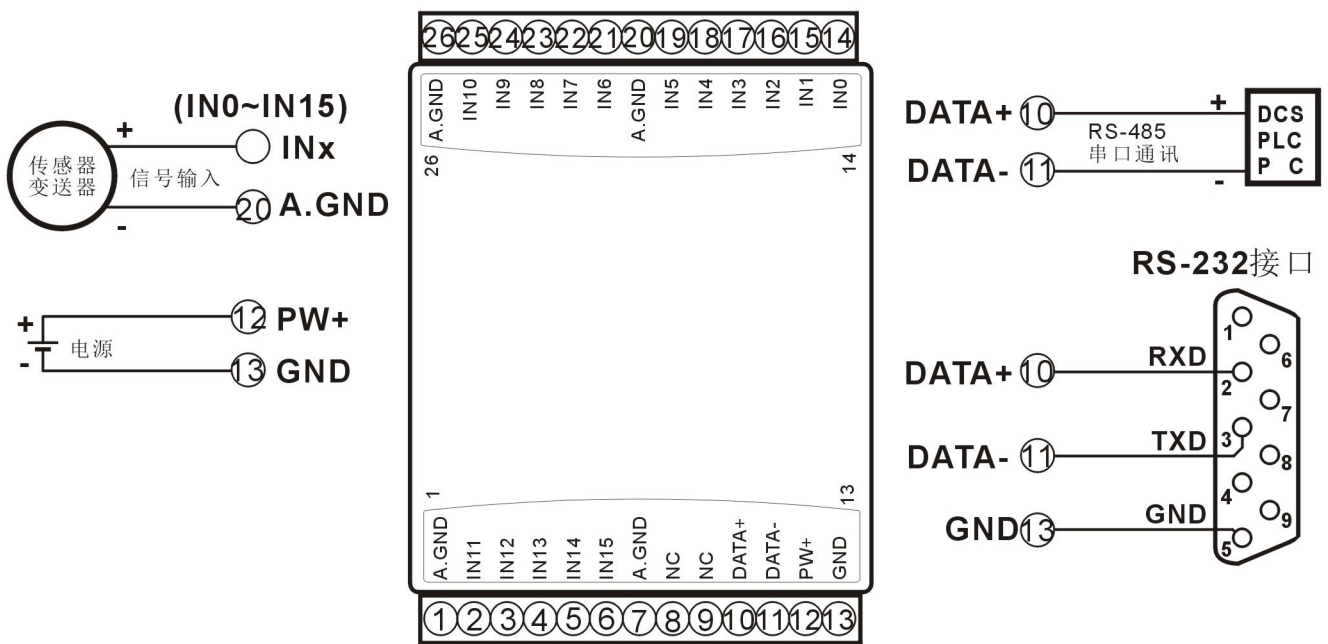 26 25 24 23 22 21 20 19 18 17 16 15 14
A.GND IN10 IN9 IN8 IN7 IN6 A.GND IN5 IN4 IN3 IN2 IN1 IN0
26 14
(IN0~IN15)
+ INx
传感器
变送器
信号输入
20 A.GND
-
+ 12 PW+
电源
- 13 GND
DATA+ 10 +
RS-485
串口通讯
DATA- 11 -
DCS
PLC
P C
RS-232接口
1
6
DATA+ 10 RXD 2
7
DATA- 11 TXD 3
8
4
9
GND 13 GND 5
1 13
A.GND IN11 IN12 IN13 IN14 IN15 A.GND NC NC DATA+ DATA- PW+ GND
1 2 3 4 5 6 7 8 9 10 11 12 13